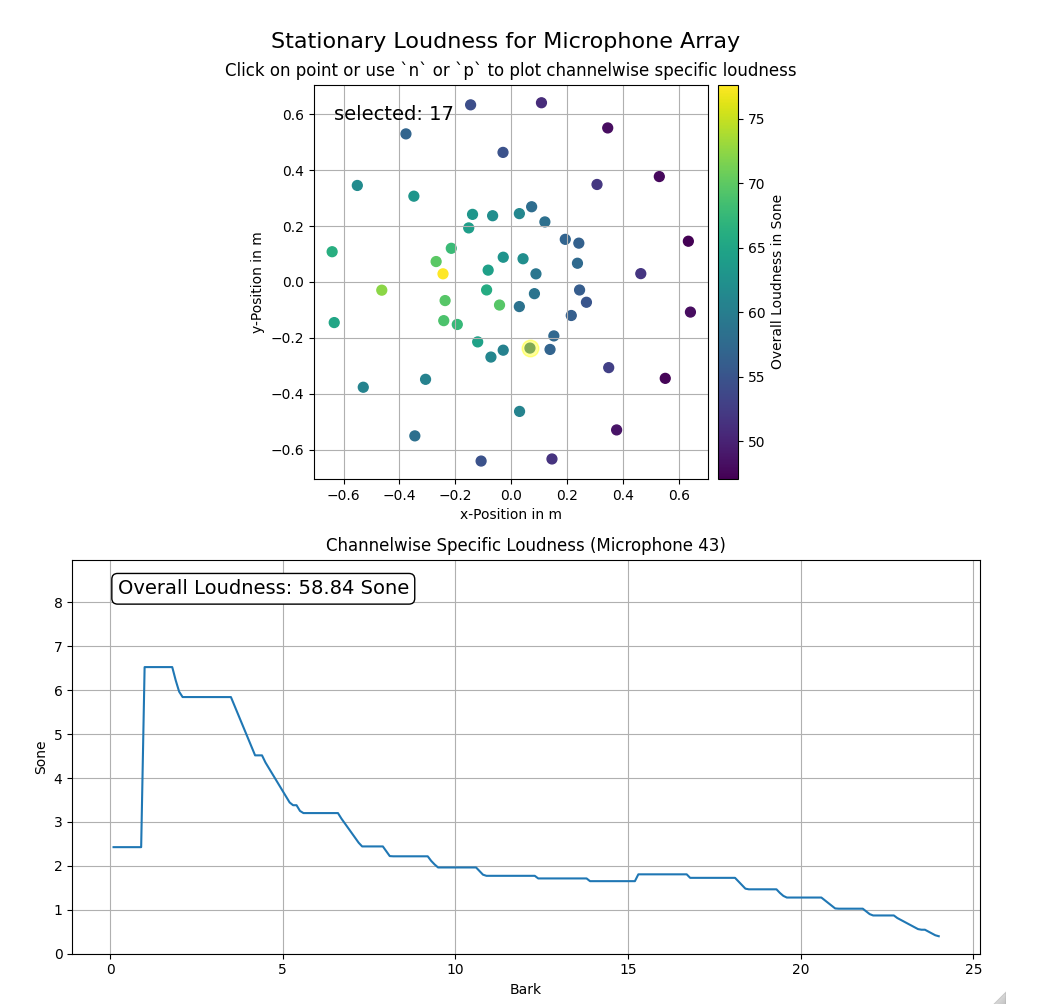 Stationary Loudness for Microphone Array
Click on point or use `n` or `p` to plot channelwise specific loudness
selected: 17
0.6
0.4
0.2
0.0
−0.2
−0.4
−0.6
y-Position in m
−0.6 −0.4 −0.2 0.0 0.2 0.4 0.6
x-Position in m
75
70
65
60
55
50
Overall Loudness in Sone
Channelwise Specific Loudness (Microphone 43)
Overall Loudness: 58.84 Sone
8
7
6
5
4
3
2
1
0
Sone
0 5 10 15 20 25
Bark